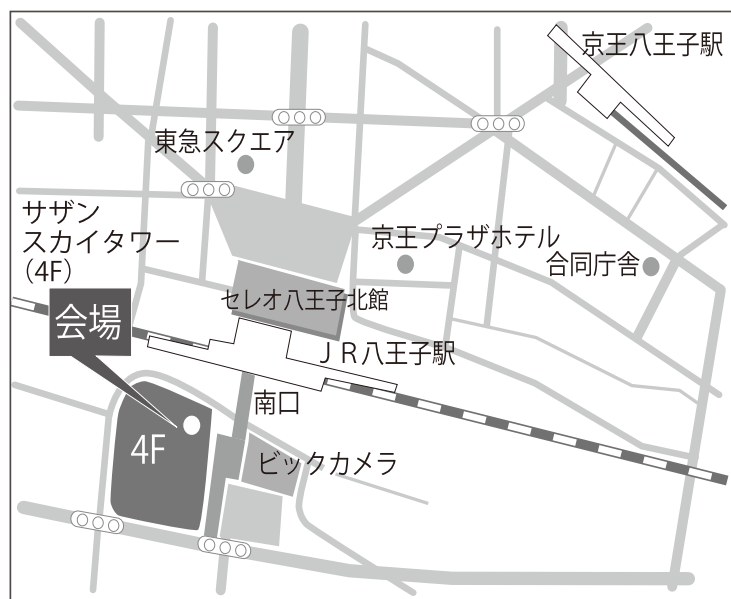 京王八王子駅
東急スクエア
サザン
スカイタワー
（4F）
京王プラザホテル
合同庁舎
セレオ八王子北館
会場
ＪＲ八王子駅
南口
4F
ビックカメラ